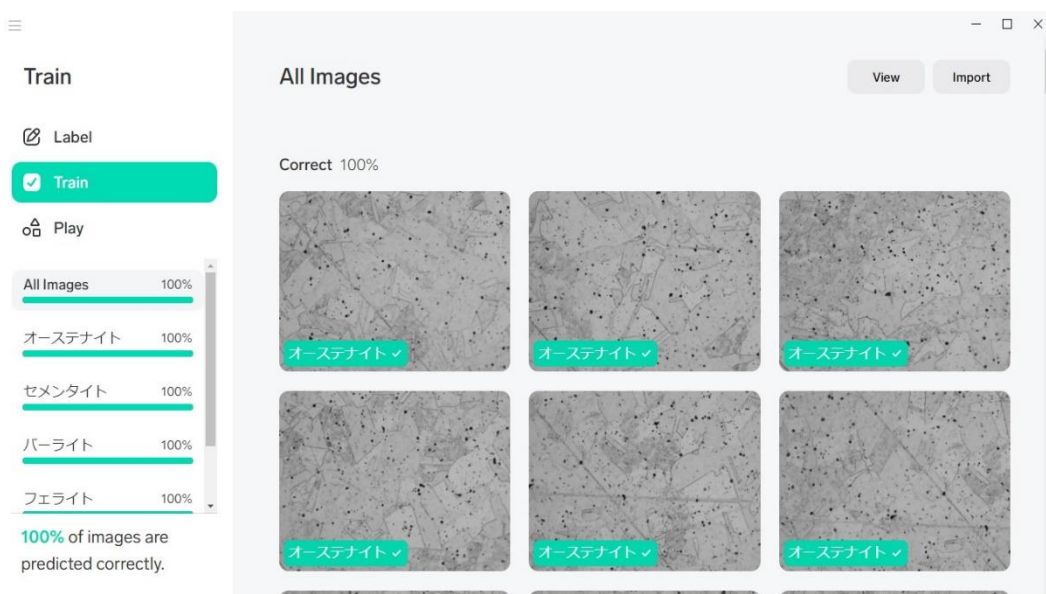 Train
Label
Train
Play
All Images 100%
オーステナイト 100%
セメンタイト 100%
パーライト 100%
フェライト 100%
100% of images are
predicted correctly.
All Images
View Import
Correct 100%
オーステナイト オーステナイト オーステナイト
オーステナイト オーステナイト オーステナイト